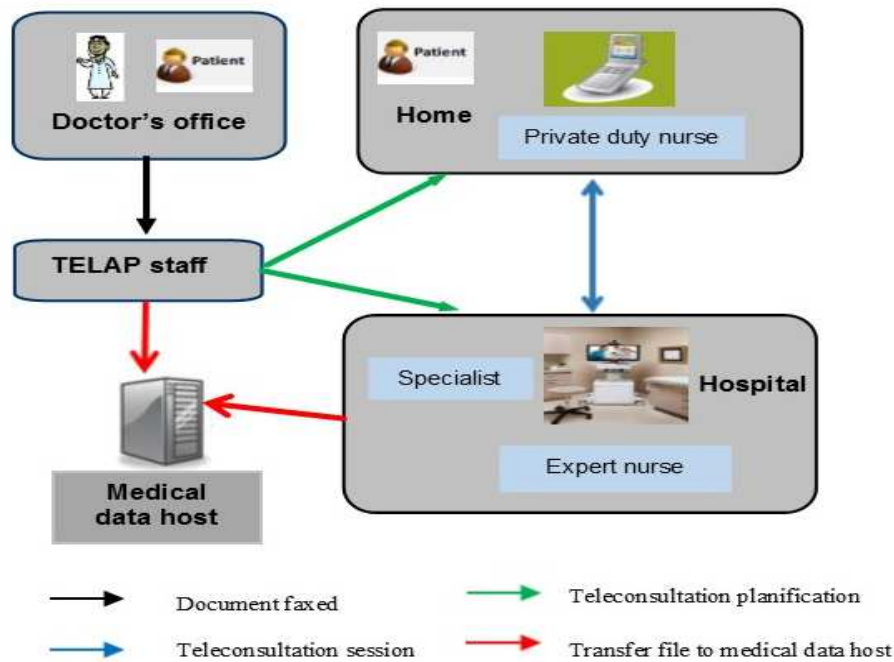 Patient
Doctor's office
Patient
Home
Private duty nurse
TELAP staff
Specialist
Hospital
Expert nurse
Medical
data host
Document faxed
Teleconsultation planification
Teleconsultation session
Transfer file to medical data host